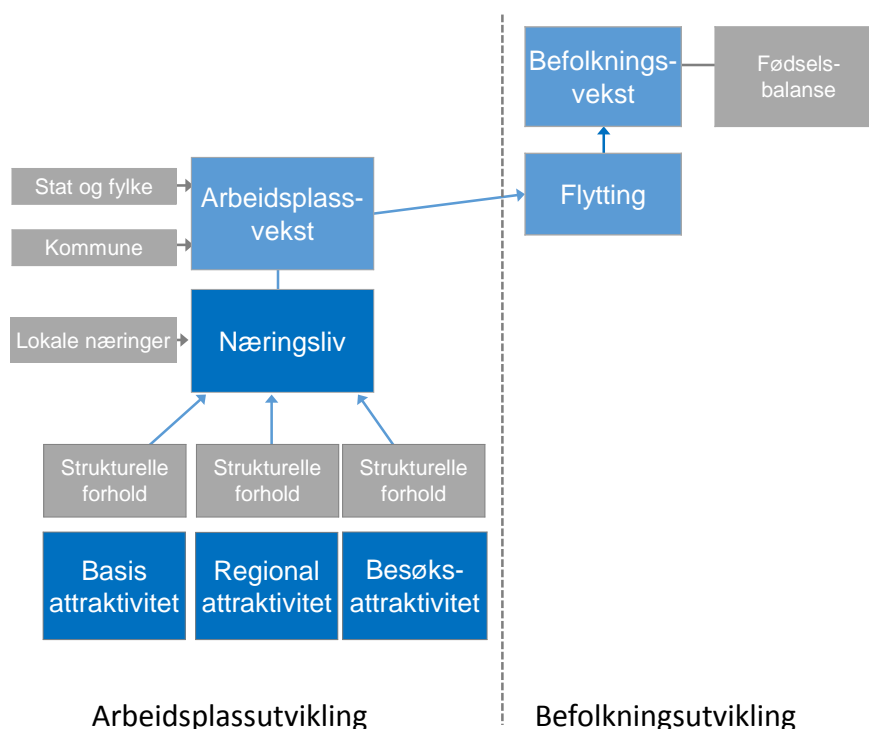 Befolknings-
vekst
Fødsels-
balanse
Stat og fylke
Arbeidsplass-
vekst
Flytting
Kommune
Lokale næringer
Næringsliv
Strukturelle
forhold
Strukturelle
forhold
Strukturelle
forhold
Basis
attraktivitet
Regional
attraktivitet
Besøks-
attraktivitet
Arbeidsplassutvikling
Befolkningsutvikling